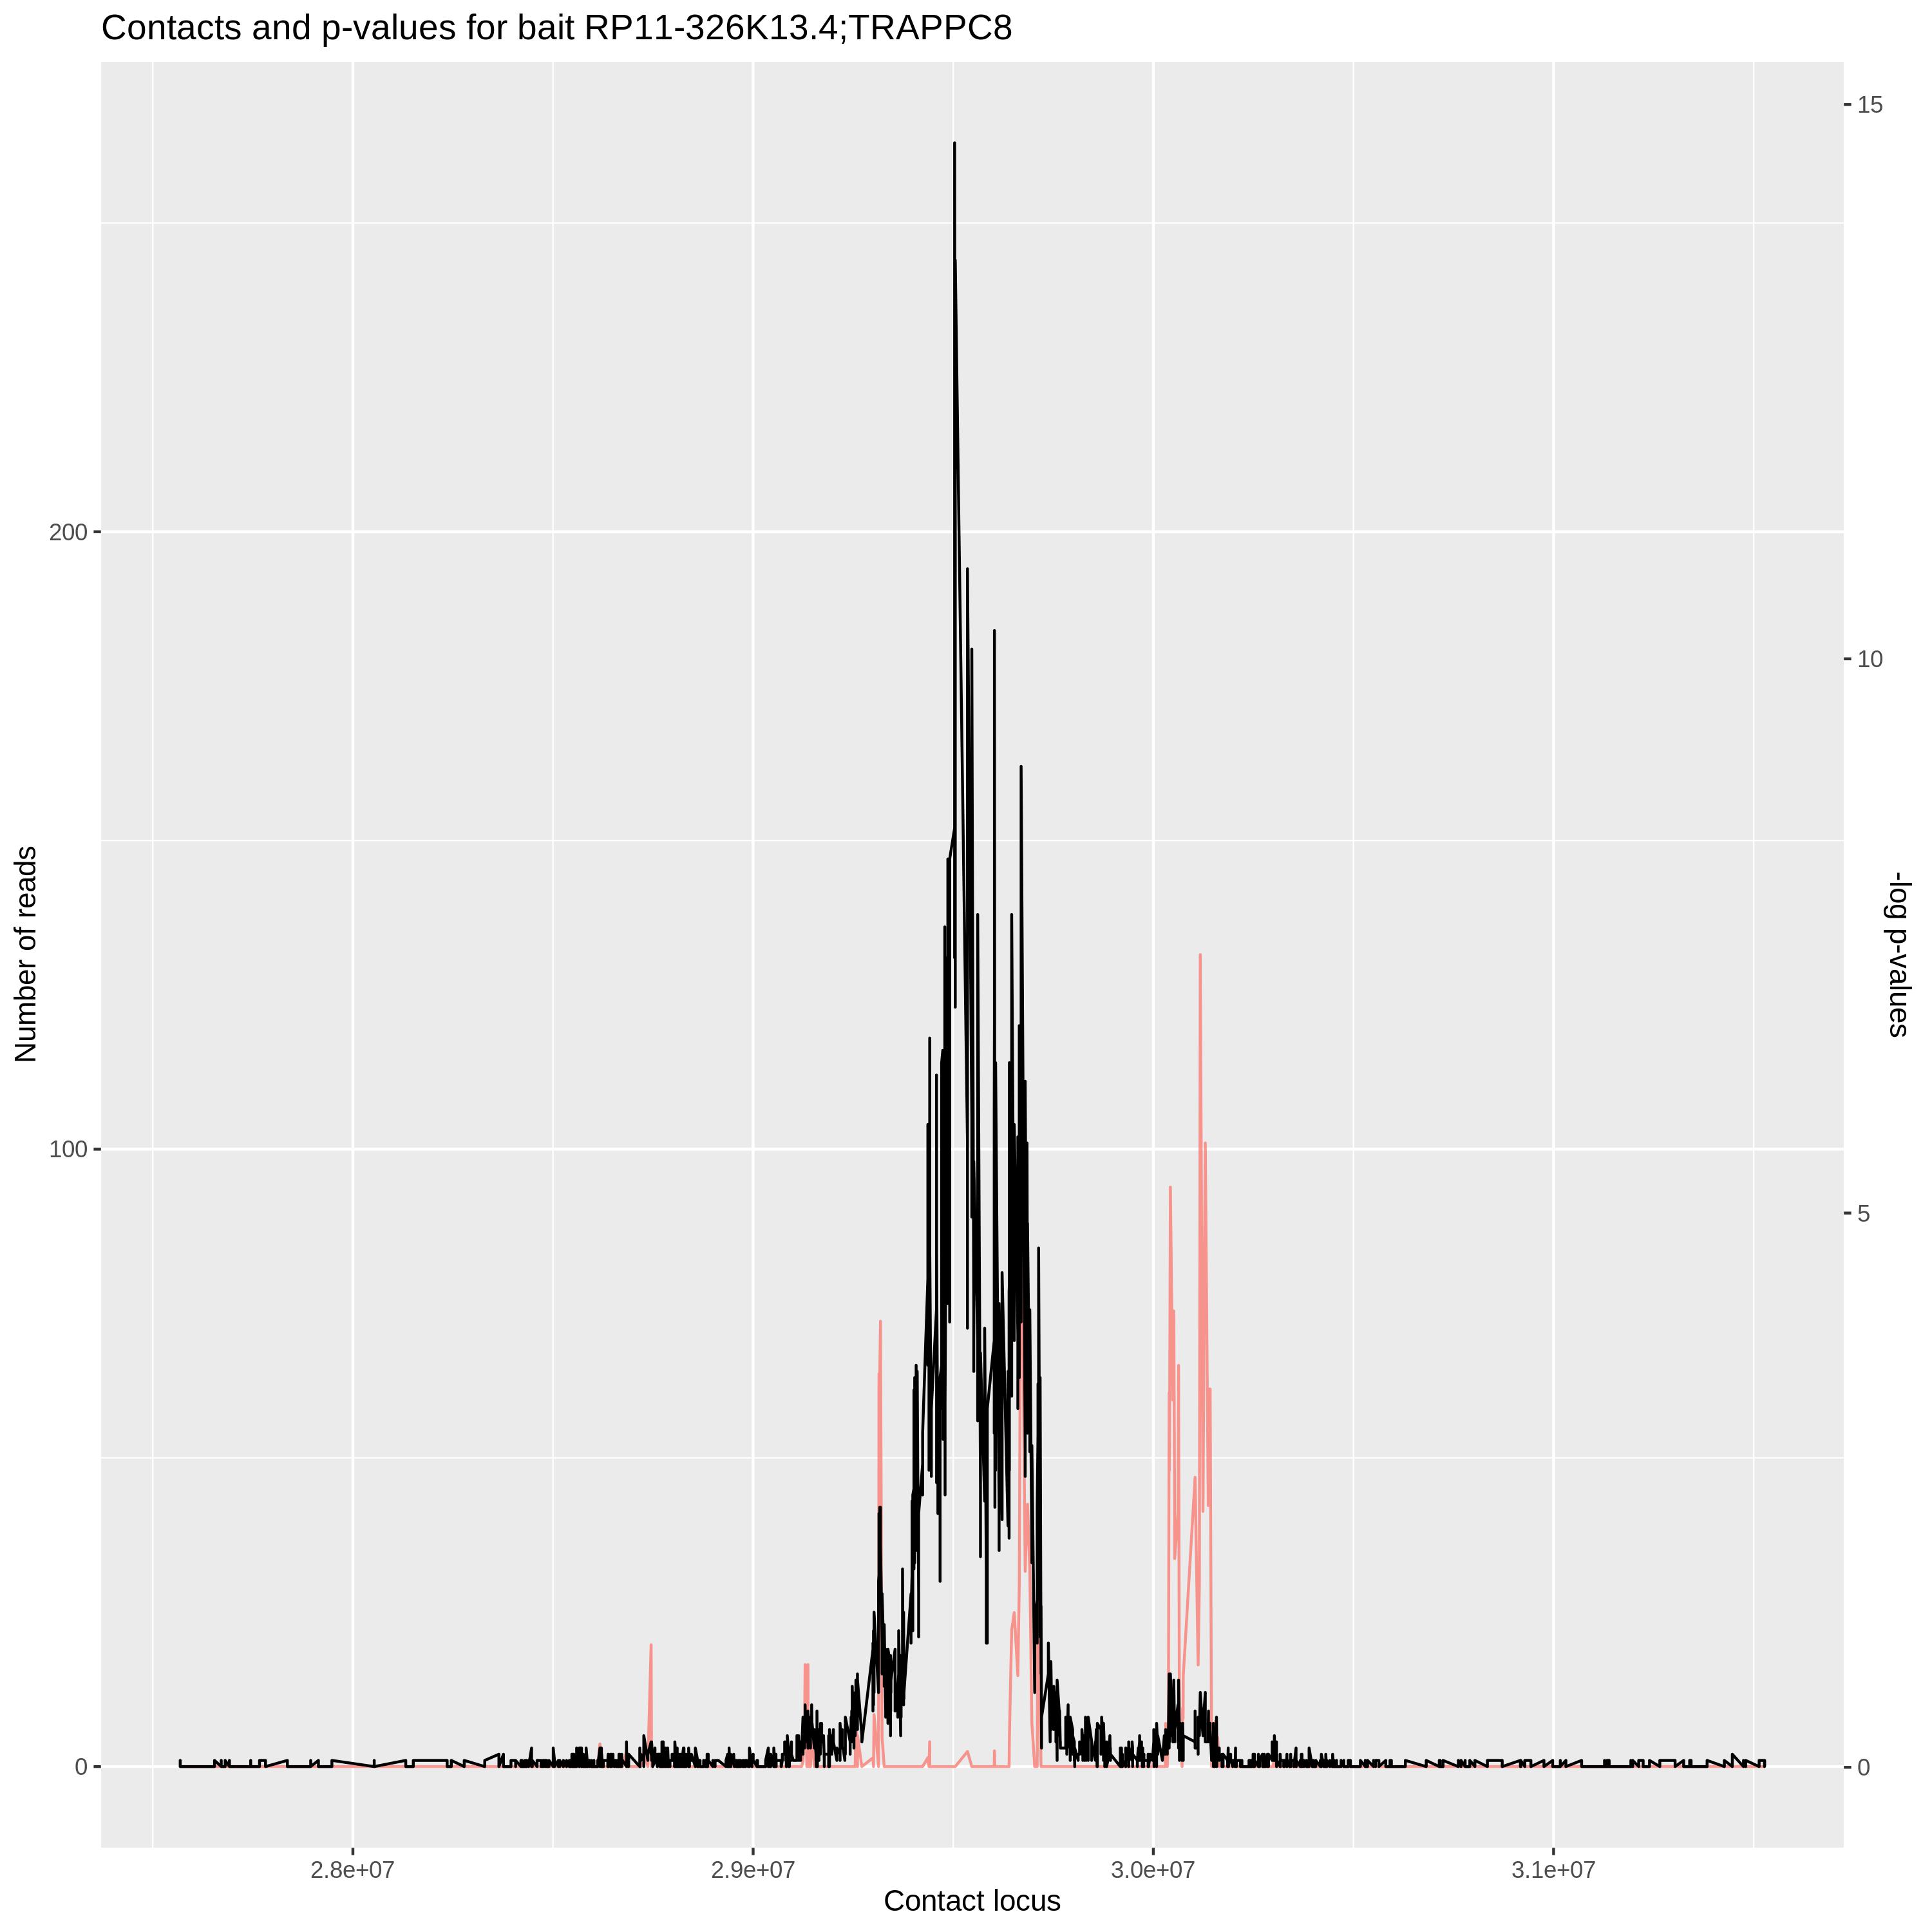 Contacts and p-values for bait RP11-326K13.4;TRAPPC8
Number of reads
200
100
0
15
10
5
0
-log p-values
2.8e+07
2.9e+07
3.0e+07
3.1e+07
Contact locus